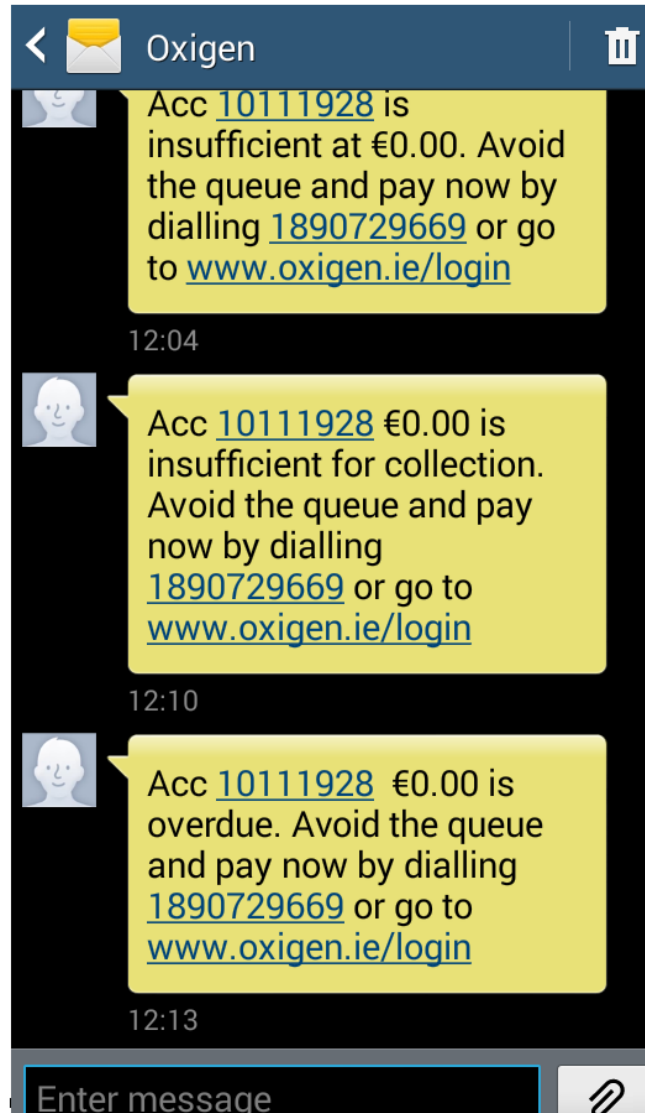 Oxigen
Acc 10111928 is
insufficient at €0.00. Avoid
the queue and pay now by
dialling 1890729669 or go
to www.oxigen.ie/login
12:04
Acc 10111928 €0.00 is
insufficient for collection.
Avoid the queue and pay
now by dialling
1890729669 or go to
www.oxigen.ie/login
12:10
Acc 10111928  €0.00 is
overdue. Avoid the queue
and pay now by dialling
1890729669 or go to
www.oxigen.ie/login
12:13
Enter message